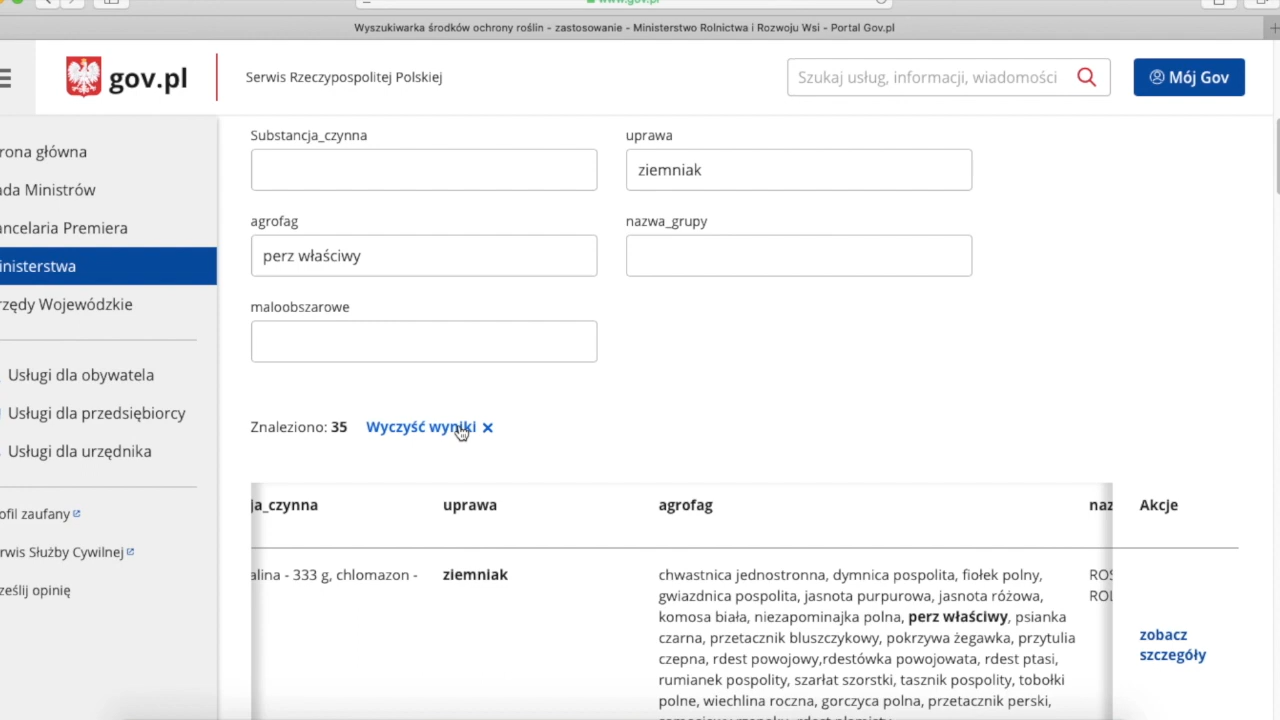 www.gov.pl
Wyszukiwarka środków ochrony roślin - zastosowanie - Ministerstwo Rolnictwa i Rozwoju Wsi - Portal Gov.pl
gov.pl
Serwis Rzeczypospolitej Polskiej
Szukaj usług, informacji, wiadomości
Mój Gov
rona główna
ada Ministrów
ancelaria Premiera
inisterstwa
rzędy Wojewódzkie
Usługi dla obywatela
Usługi dla przedsiębiorcy
Usługi dla urzędnika
ofil zaufany
rwis Służby Cywilnej
ześlij opinię
Substancja_czynna
uprawa
ziemniak
agrofag
nazwa_grupy
perz właściwy
maloobszarowe
Znaleziono: 35 Wyczyść wyniki ×
ja_czynna
uprawa
agrofag
naz
Akcje
alina - 333 g, chlomazon -
ziemniak
chwastnica jednostronna, dymnica pospolita, fiołek polny,
gwiazdnica pospolita, jasnota purpurowa, jasnota różowa,
komosa biała, niezapominajka polna, perz właściwy, psianka
czarna, przetacznik bluszczykowy, pokrzywa żegawka, przytulia
czepna, rdest powojowy,rdestówka powojowata, rdest ptasi,
rumianek pospolity, szarłat szorstki, tasznik pospolity, tobołki
polne, wiechlina roczna, gorczyca polna, przetacznik perski,
ROS
ROL
zobacz
szczegóły